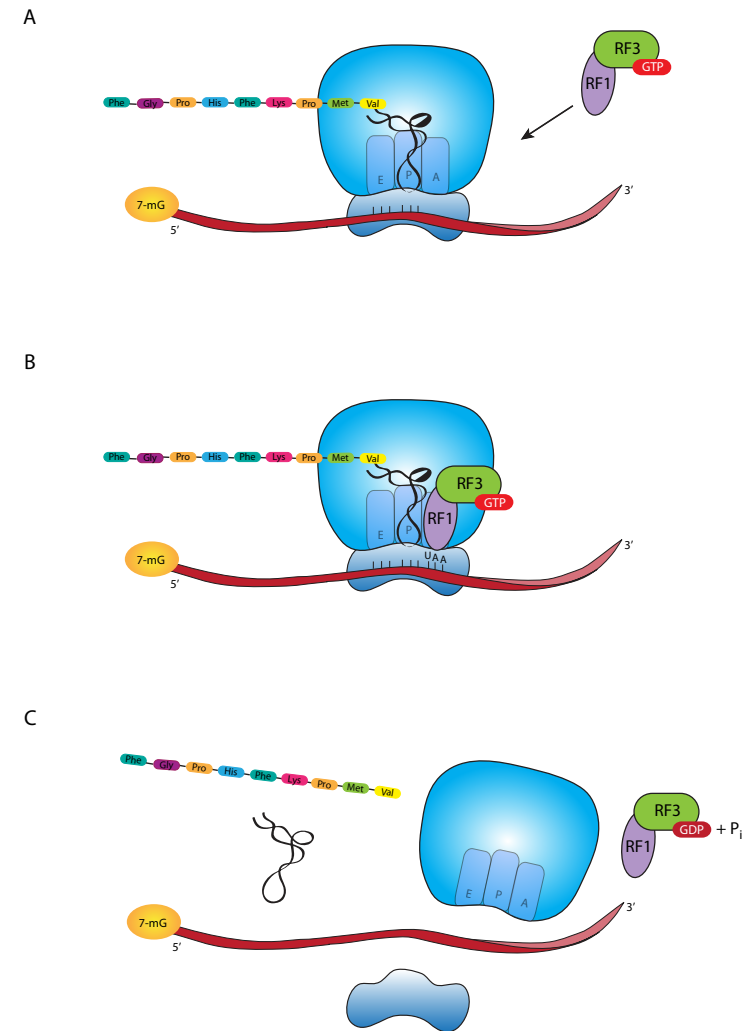 A
RF3
GTP
RF1
Phe Gly Pro His Phe Lys Pro Met Val
E P A
7-mG
5′
3′
B
Phe Gly Pro His Phe Lys Pro Met Val
RF3
GTP
RF1
E P
UAA
7-mG
5′
3′
C
Phe Gly Pro His Phe Lys Pro Met Val
RF3
GDP + Pi
RF1
E P A
7-mG
5′
3′